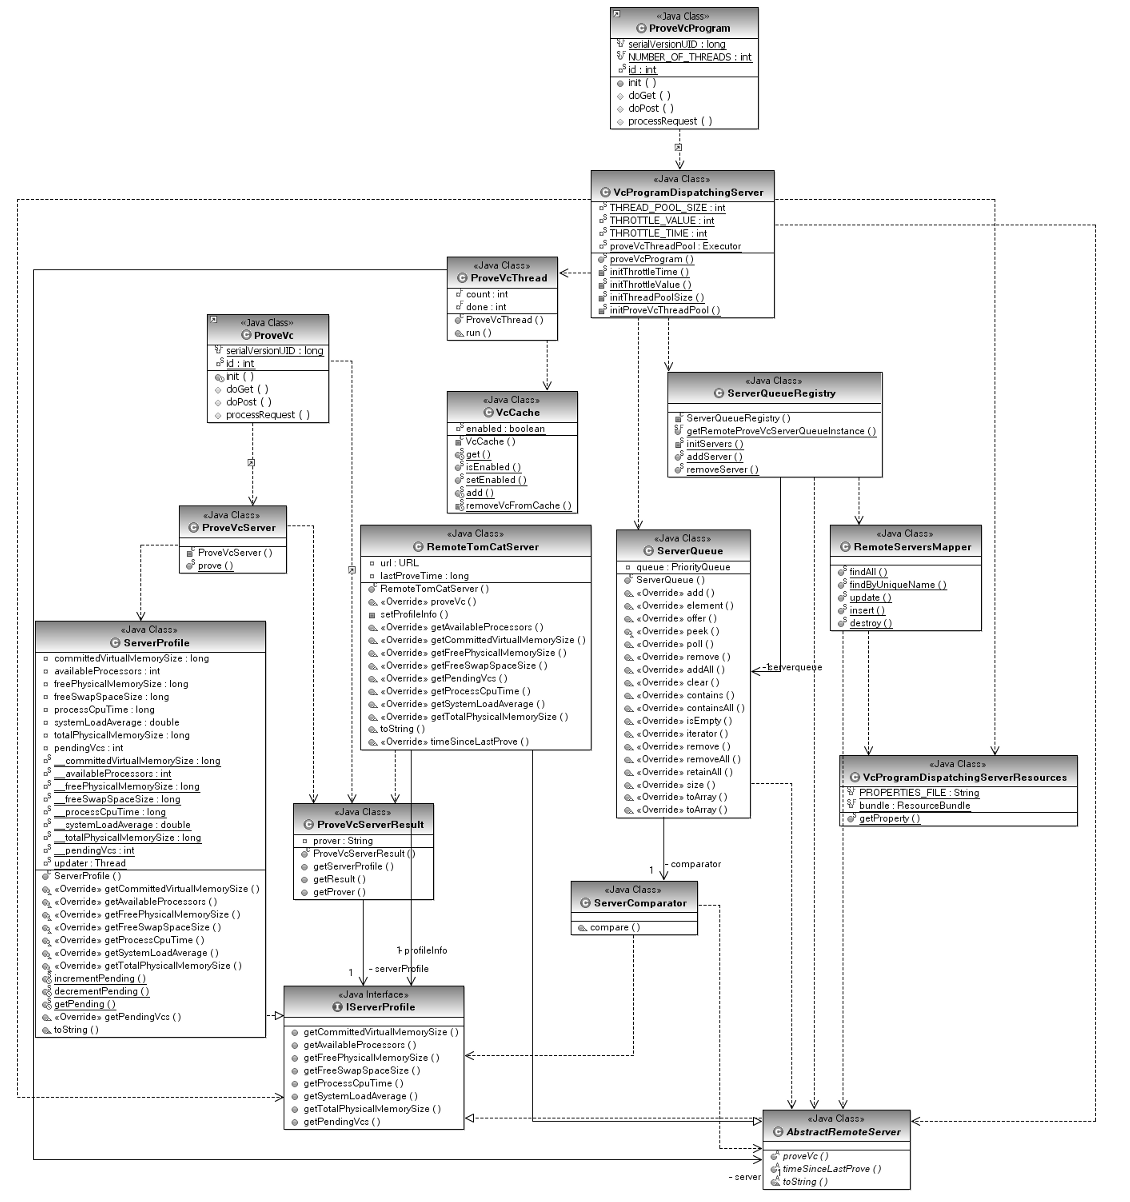 «Java Class»
ProveVcProgram
serialVersionUID : long
NUMBER_OF_THREADS : int
id : int
init ( )
doGet ( )
doPost ( )
processRequest ( )
«Java Class»
VcProgramDispatchingServer
THREAD_POOL_SIZE : int
THROTTLE_VALUE : int
THROTTLE_TIME : int
proveVcThreadPool : Executor
proveVcProgram ( )
initThrottleTime ( )
initThrottleValue ( )
initThreadPoolSize ( )
initProveVcThreadPool ( )
«Java Class»
ProveVcThread
count : int
done : int
ProveVcThread ( )
run ( )
«Java Class»
ProveVc
serialVersionUID : long
id : int
init ( )
doGet ( )
doPost ( )
processRequest ( )
«Java Class»
VcCache
enabled : boolean
VcCache ( )
get ( )
isEnabled ( )
setEnabled ( )
add ( )
removeVcFromCache ( )
«Java Class»
ServerQueueRegistry
ServerQueueRegistry ( )
getRemoteProveVcServerQueueInstance ( )
initServers ( )
addServer ( )
removeServer ( )
«Java Class»
ProveVcServer
ProveVcServer ( )
prove ( )
«Java Class»
RemoteTomCatServer
url : URL
lastProveTime : long
RemoteTomCatServer ( )
«Override» proveVc ( )
setProfileInfo ( )
«Override» getAvailableProcessors ( )
«Override» getCommittedVirtualMemorySize ( )
«Override» getFreePhysicalMemorySize ( )
«Override» getFreeSwapSpaceSize ( )
«Override» getPendingVcs ( )
«Override» getProcessCpuTime ( )
«Override» getSystemLoadAverage ( )
«Override» getTotalPhysicalMemorySize ( )
toString ( )
«Override» timeSinceLastProve ( )
«Java Class»
ServerQueue
queue : PriorityQueue
ServerQueue ( )
«Override» add ( )
«Override» element ( )
«Override» offer ( )
«Override» peek ( )
«Override» poll ( )
«Override» remove ( )
«Override» addAll ( )
«Override» clear ( )
«Override» contains ( )
«Override» containsAll ( )
«Override» isEmpty ( )
«Override» iterator ( )
«Override» remove ( )
«Override» removeAll ( )
«Override» retainAll ( )
«Override» size ( )
«Override» toArray ( )
«Override» toArray ( )
- serverqueue
1
«Java Class»
RemoteServersMapper
findAll ( )
findByUniqueName ( )
update ( )
insert ( )
destroy ( )
«Java Class»
ServerProfile
committedVirtualMemorySize : long
availableProcessors : int
freePhysicalMemorySize : long
freeSwapSpaceSize : long
processCpuTime : long
systemLoadAverage : double
totalPhysicalMemorySize : long
pendingVcs : int
__committedVirtualMemorySize : long
__availableProcessors : int
__freePhysicalMemorySize : long
__freeSwapSpaceSize : long
__processCpuTime : long
__systemLoadAverage : double
__totalPhysicalMemorySize : long
__pendingVcs : int
updater : Thread
ServerProfile ( )
«Override» getCommittedVirtualMemorySize ( )
«Override» getAvailableProcessors ( )
«Override» getFreePhysicalMemorySize ( )
«Override» getFreeSwapSpaceSize ( )
«Override» getProcessCpuTime ( )
«Override» getSystemLoadAverage ( )
«Override» getTotalPhysicalMemorySize ( )
incrementPending ( )
decrementPending ( )
getPending ( )
«Override» getPendingVcs ( )
toString ( )
«Java Class»
VcProgramDispatchingServerResources
PROPERTIES_FILE : String
bundle : ResourceBundle
getProperty ( )
«Java Class»
ProveVcServerResult
prover : String
ProveVcServerResult ( )
getServerProfile ( )
getResult ( )
getProver ( )
- comparator
1
«Java Class»
ServerComparator
compare ( )
- profileInfo
1
- serverProfile
1
«Java Interface»
IServerProfile
getCommittedVirtualMemorySize ( )
getAvailableProcessors ( )
getFreePhysicalMemorySize ( )
getFreeSwapSpaceSize ( )
getProcessCpuTime ( )
getSystemLoadAverage ( )
getTotalPhysicalMemorySize ( )
getPendingVcs ( )
«Java Class»
AbstractRemoteServer
proveVc ( )
timeSinceLastProve ( )
toString ( )
- server
1